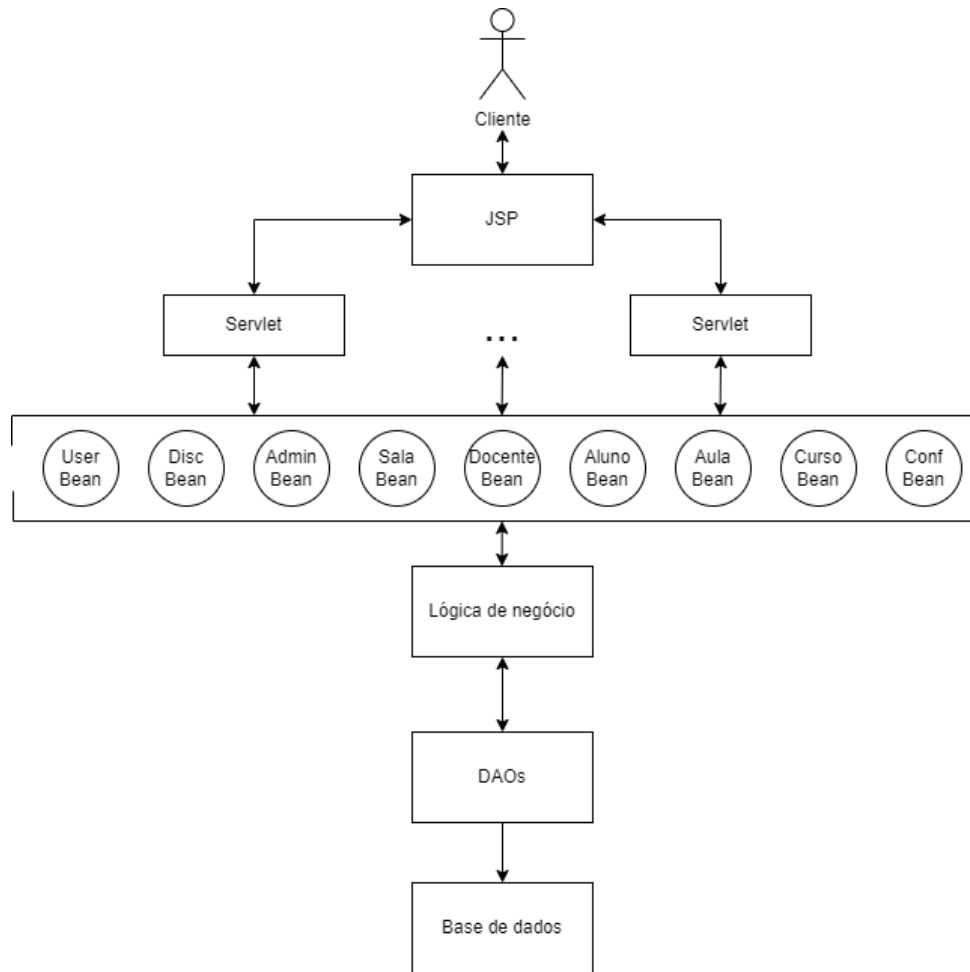 Cliente
JSP
Servlet
...
Servlet
User
Bean
Disc
Bean
Admin
Bean
Sala
Bean
Docente
Bean
Aluno
Bean
Aula
Bean
Curso
Bean
Conf
Bean
Lógica de negócio
DAOs
Base de dados